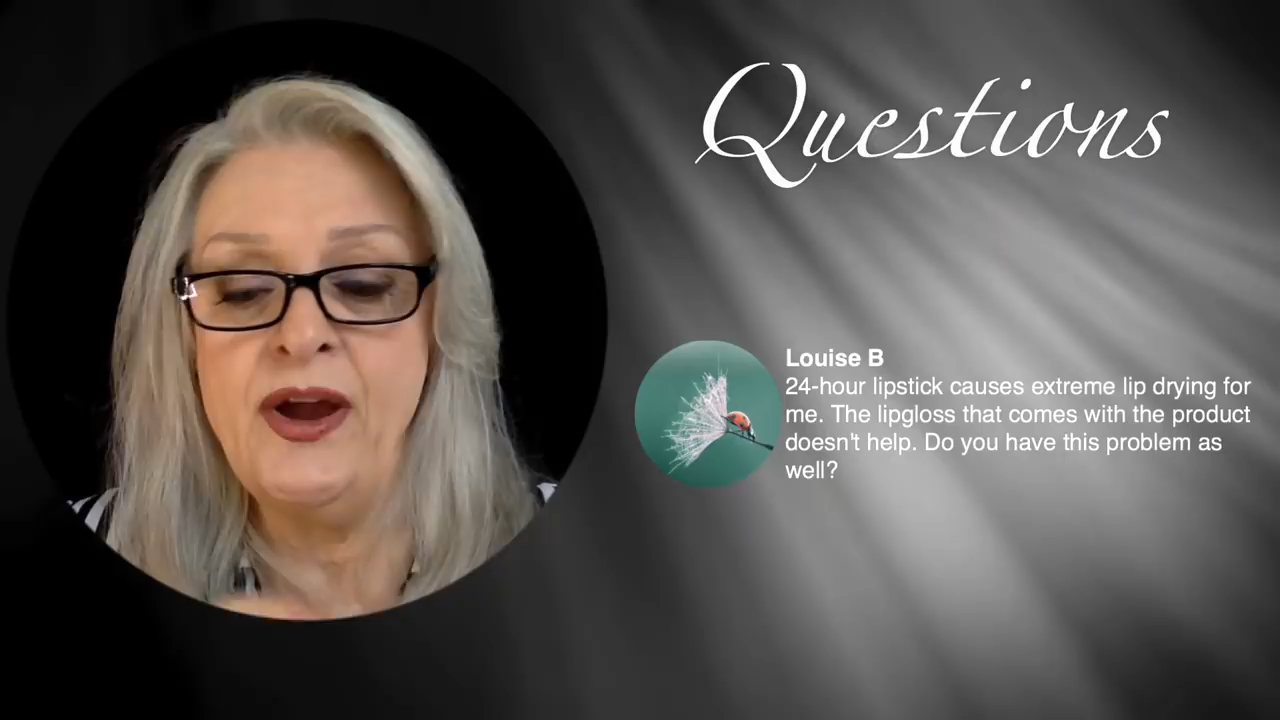 Questions
Louise B
24-hour lipstick causes extreme lip drying for
me. The lipgloss that comes with the product
doesn't help. Do you have this problem as
well?